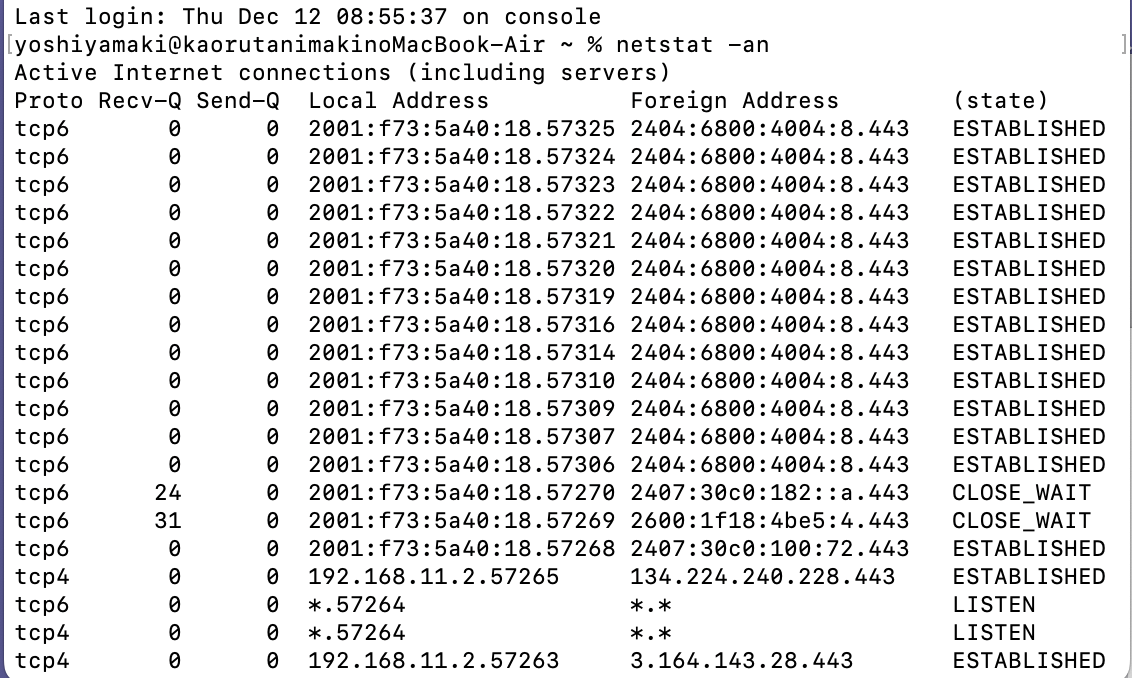 Last login: Thu Dec 12 08:55:37 on console
[yoshiyamaki@kaorutanimakinoMacBook-Air ~ % netstat -an ]
Active Internet connections (including servers)
Proto Recv-Q Send-Q  Local Address          Foreign Address        (state)
tcp6       0      0  2001:f73:5a40:18.57325 2404:6800:4004:8.443   ESTABLISHED
tcp6       0      0  2001:f73:5a40:18.57324 2404:6800:4004:8.443   ESTABLISHED
tcp6       0      0  2001:f73:5a40:18.57323 2404:6800:4004:8.443   ESTABLISHED
tcp6       0      0  2001:f73:5a40:18.57322 2404:6800:4004:8.443   ESTABLISHED
tcp6       0      0  2001:f73:5a40:18.57321 2404:6800:4004:8.443   ESTABLISHED
tcp6       0      0  2001:f73:5a40:18.57320 2404:6800:4004:8.443   ESTABLISHED
tcp6       0      0  2001:f73:5a40:18.57319 2404:6800:4004:8.443   ESTABLISHED
tcp6       0      0  2001:f73:5a40:18.57316 2404:6800:4004:8.443   ESTABLISHED
tcp6       0      0  2001:f73:5a40:18.57314 2404:6800:4004:8.443   ESTABLISHED
tcp6       0      0  2001:f73:5a40:18.57310 2404:6800:4004:8.443   ESTABLISHED
tcp6       0      0  2001:f73:5a40:18.57309 2404:6800:4004:8.443   ESTABLISHED
tcp6       0      0  2001:f73:5a40:18.57307 2404:6800:4004:8.443   ESTABLISHED
tcp6       0      0  2001:f73:5a40:18.57306 2404:6800:4004:8.443   ESTABLISHED
tcp6      24      0  2001:f73:5a40:18.57270 2407:30c0:182::a.443   CLOSE_WAIT
tcp6      31      0  2001:f73:5a40:18.57269 2600:1f18:4be5:4.443   CLOSE_WAIT
tcp6       0      0  2001:f73:5a40:18.57268 2407:30c0:100:72.443   ESTABLISHED
tcp4       0      0  192.168.11.2.57265     134.224.240.228.443    ESTABLISHED
tcp6       0      0  *.57264                *.*                    LISTEN
tcp4       0      0  *.57264                *.*                    LISTEN
tcp4       0      0  192.168.11.2.57263     3.164.143.28.443       ESTABLISHED